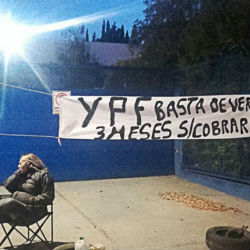 YPF BASTA DE VER
3 MESES S/COBRAR